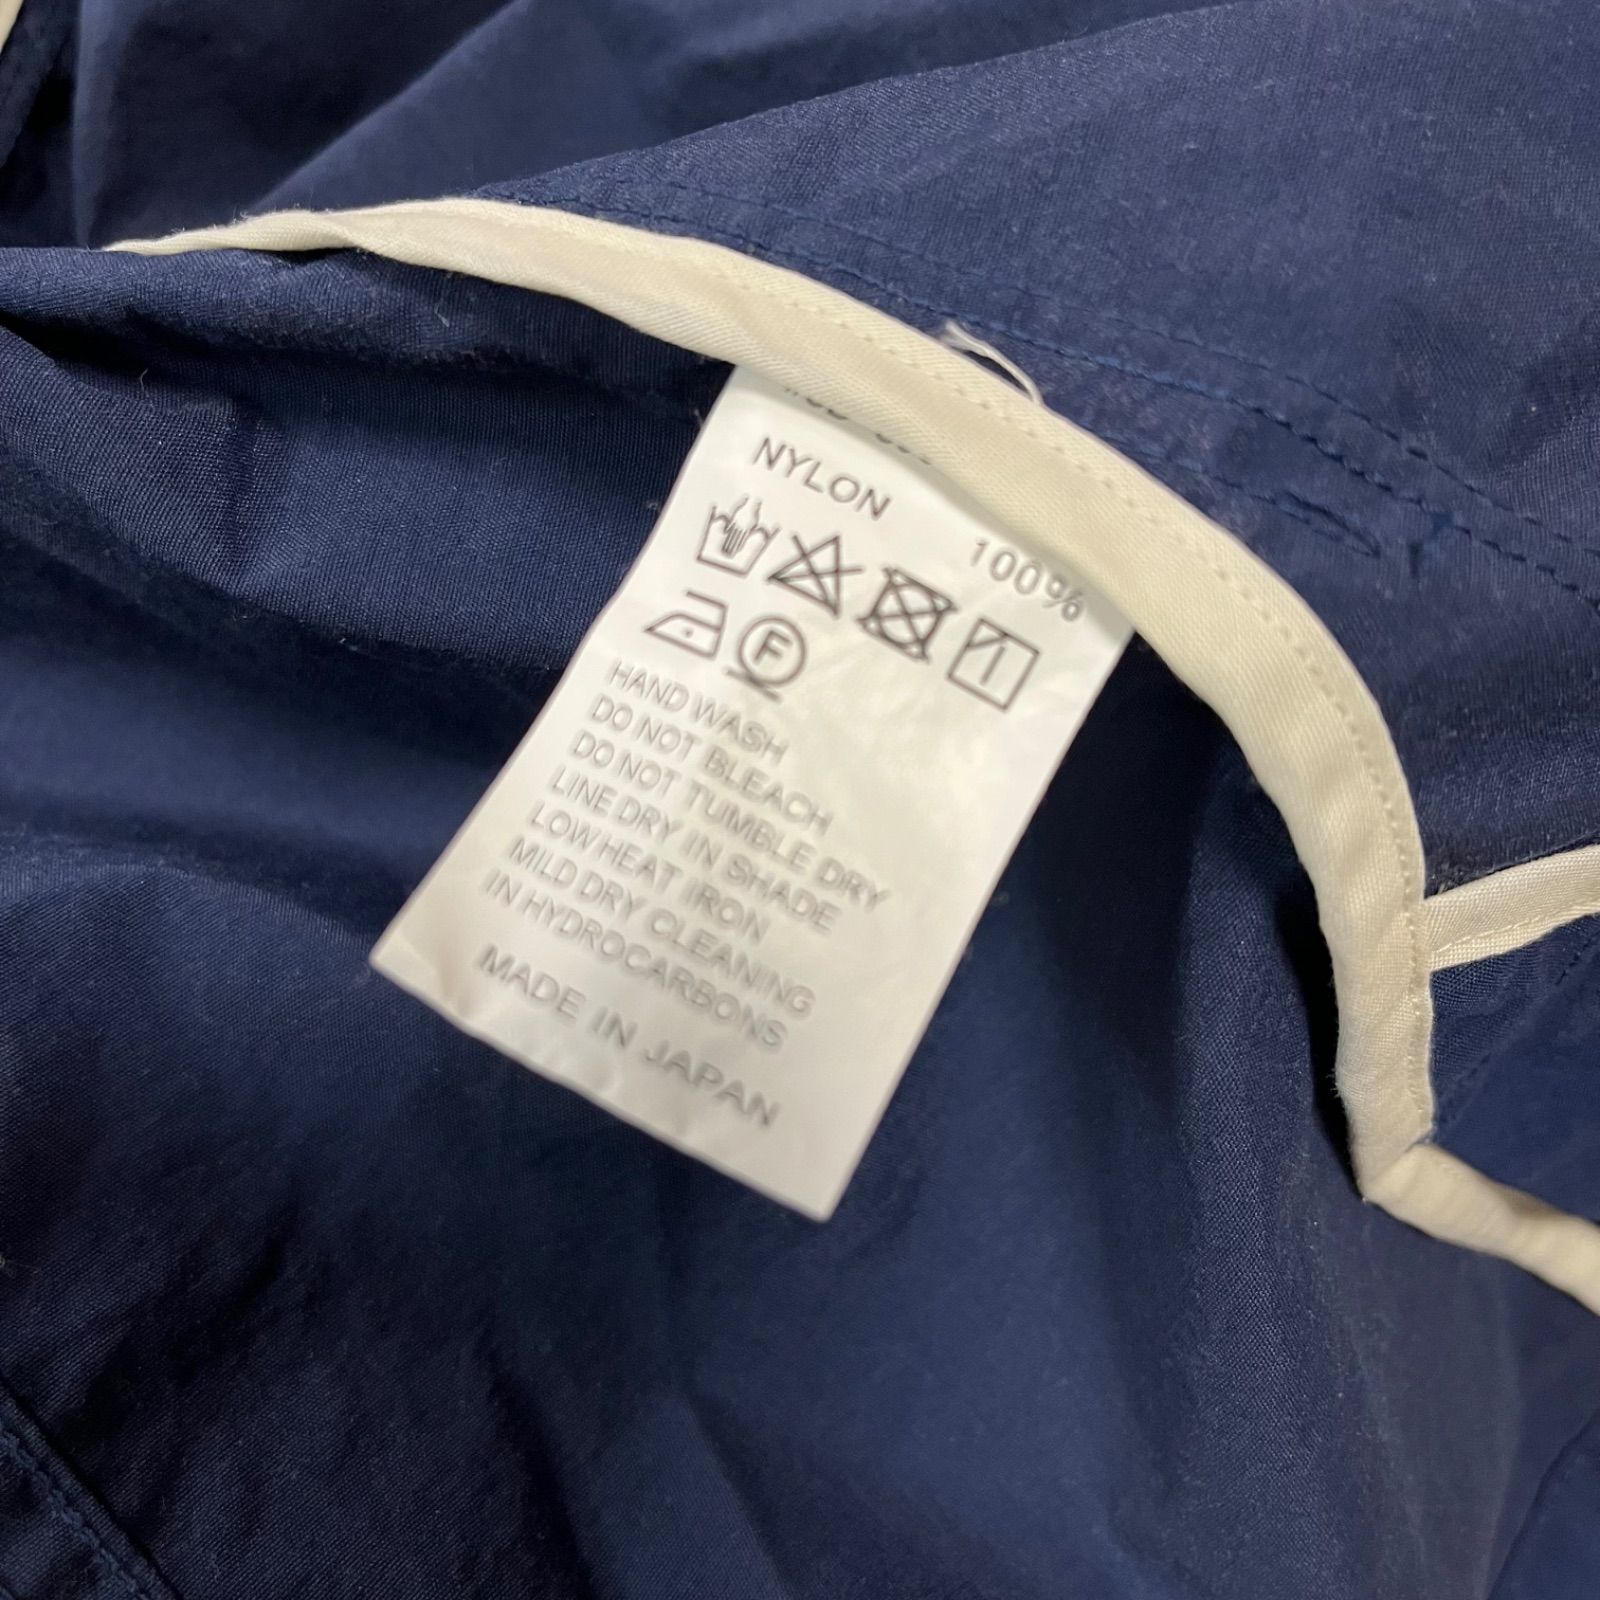 NYLON 100%
F
HAND WASH
DO NOT BLEACH
DO NOT TUMBLE DRY
LINE DRY IN SHADE
LOW HEAT IRON
MILD DRY CLEANING
IN HYDROCARBONS
MADE IN JAPAN